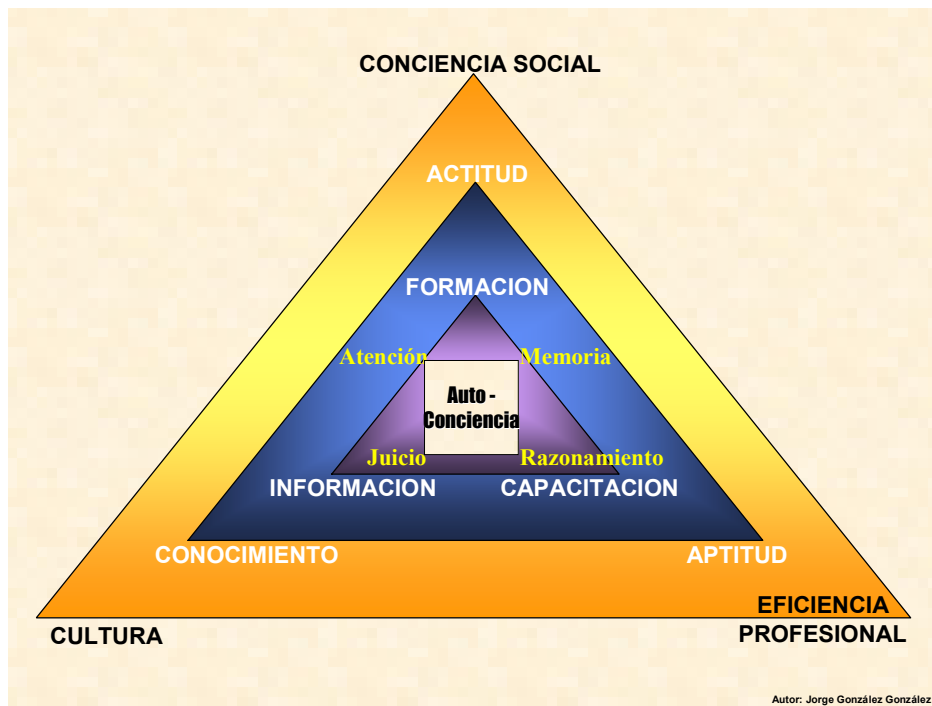 CONCIENCIA SOCIAL
ACTITUD
FORMACION
Atención
Memoria
Auto -
Conciencia
Juicio
Razonamiento
INFORMACION
CAPACITACION
CONOCIMIENTO
APTITUD
EFICIENCIA
PROFESIONAL
CULTURA
Autor: Jorge González González